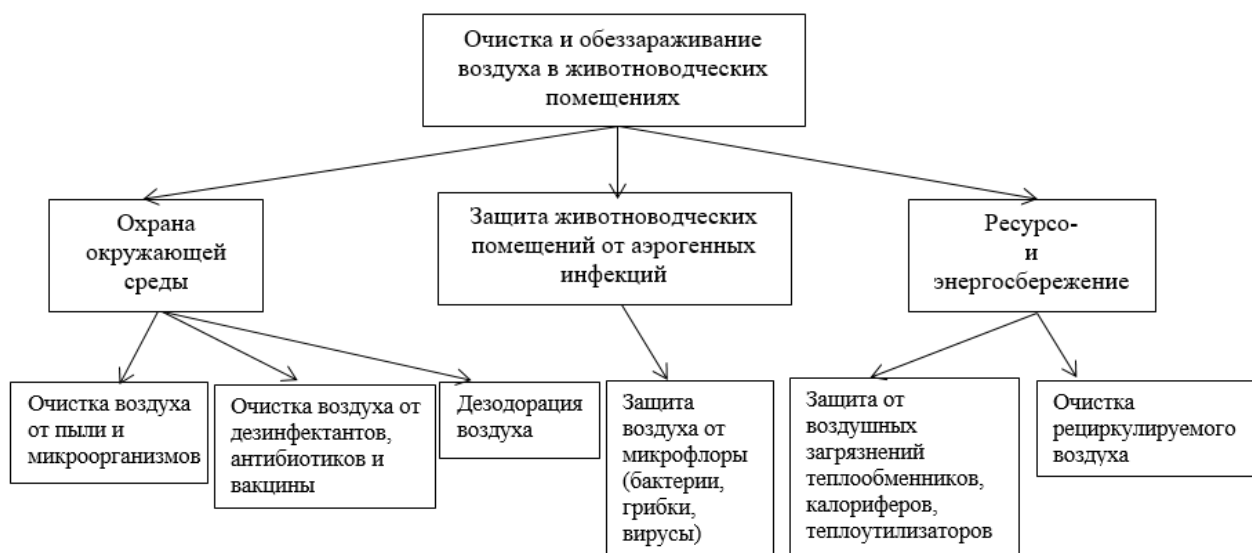 Очистка и обеззараживание
воздуха в животноводческих
помещениях
Охрана
окружающей
среды
Защита животноводческих
помещений от аэрогенных
инфекций
Ресурсо-
и
энергосбережение
Очистка воздуха
от пыли и
микроорганизмов
Очистка воздуха от
дезинфектантов,
антибиотиков и
вакцины
Дезодорация
воздуха
Защита
воздуха от
микрофлоры
(бактерии,
грибки,
вирусы)
Защита от
воздушных
загрязнений
теплообменников,
калориферов,
теплоутилизаторов
Очистка
рециркулируемого
воздуха